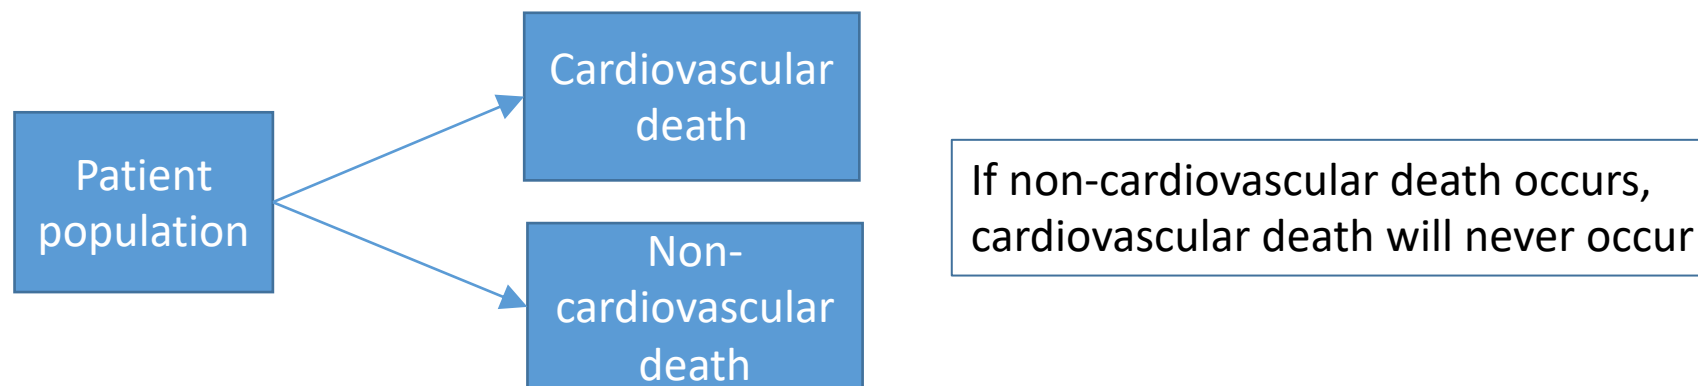 Patient
population
Cardiovascular
death
Non-
cardiovascular
death
If non-cardiovascular death occurs,
cardiovascular death will never occur